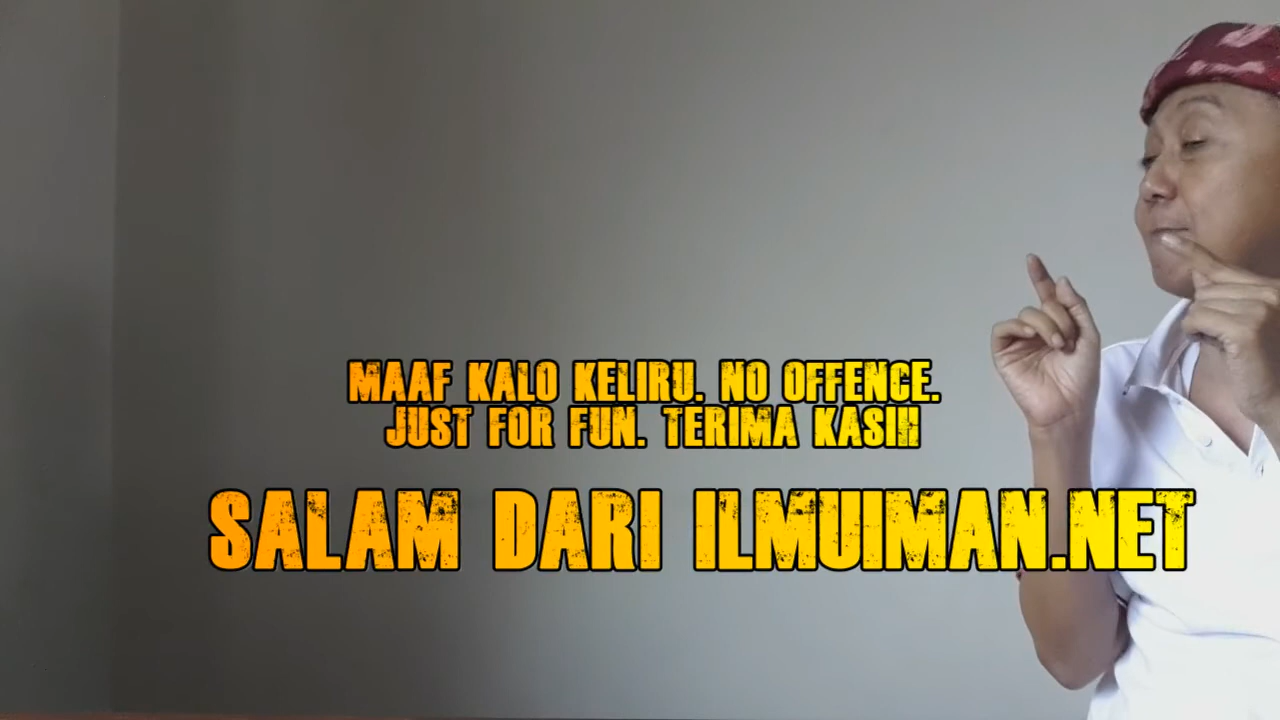 MAAF KALO KELIRU. NO OFFENCE.
JUST FOR FUN. TERIMA KASIH
SALAM DARI ILMUIMAN.NET